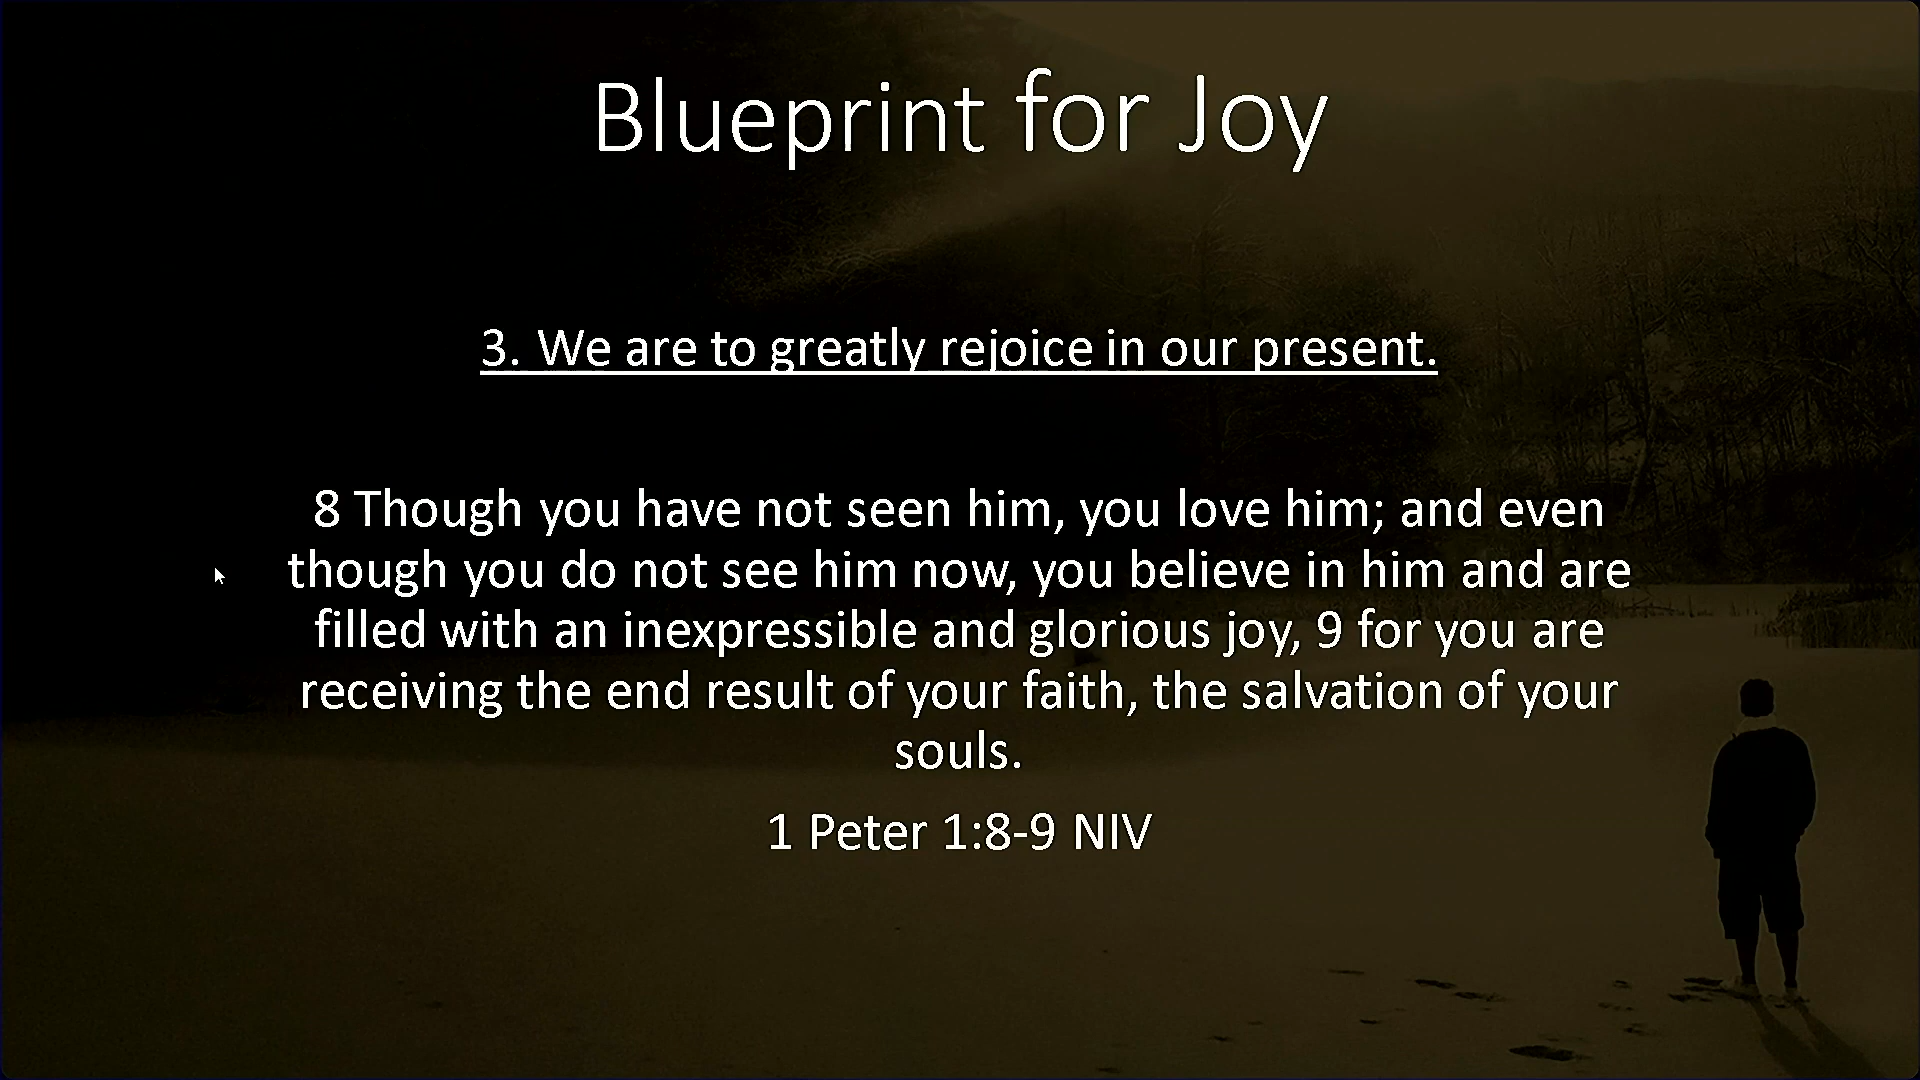 Blueprint for Joy
3. We are to greatly rejoice in our present.
8 Though you have not seen him, you love him; and even
though you do not see him now, you believe in him and are
filled with an inexpressible and glorious joy, 9 for you are
receiving the end result of your faith, the salvation of your
souls.
1 Peter 1:8-9 NIV